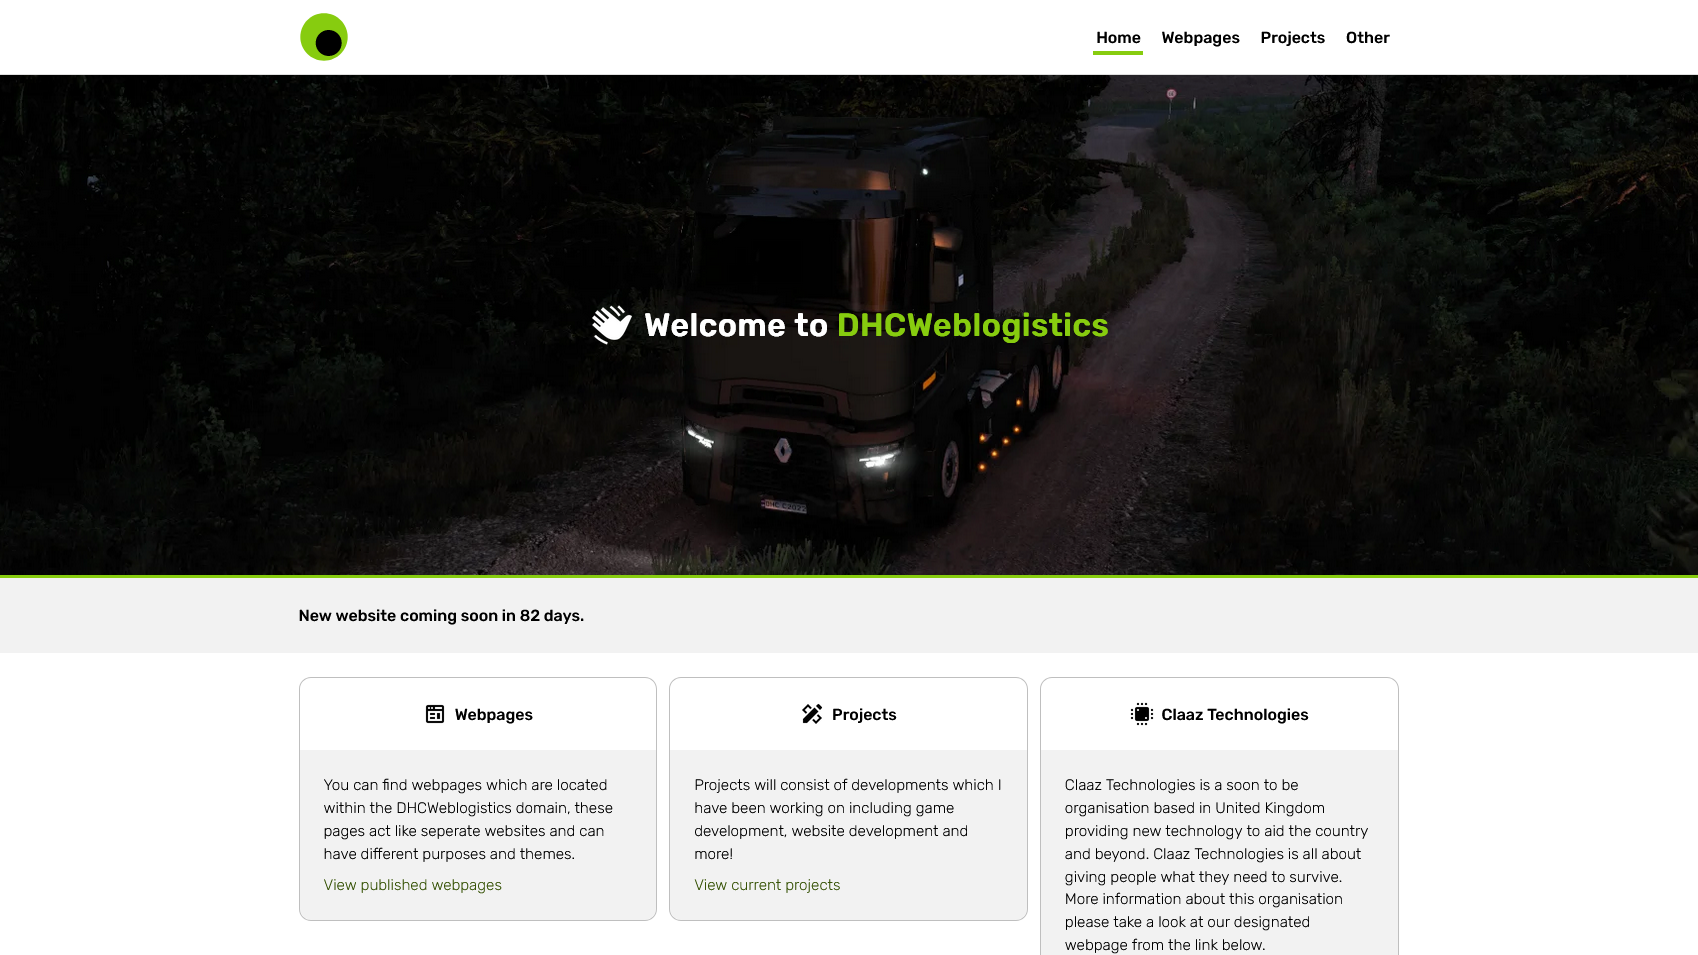 Home Webpages Projects Other
Welcome to DHCWeblogistics
New website coming soon in 82 days.
Webpages
You can find webpages which are located
within the DHCWeblogistics domain, these
pages act like seperate websites and can
have different purposes and themes.
View published webpages
Projects
Projects will consist of developments which I
have been working on including game
development, website development and
more!
View current projects
Claaz Technologies
Claaz Technologies is a soon to be
organisation based in United Kingdom
providing new technology to aid the country
and beyond. Claaz Technologies is all about
giving people what they need to survive.
More information about this organisation
please take a look at our designated
webpage from the link below.